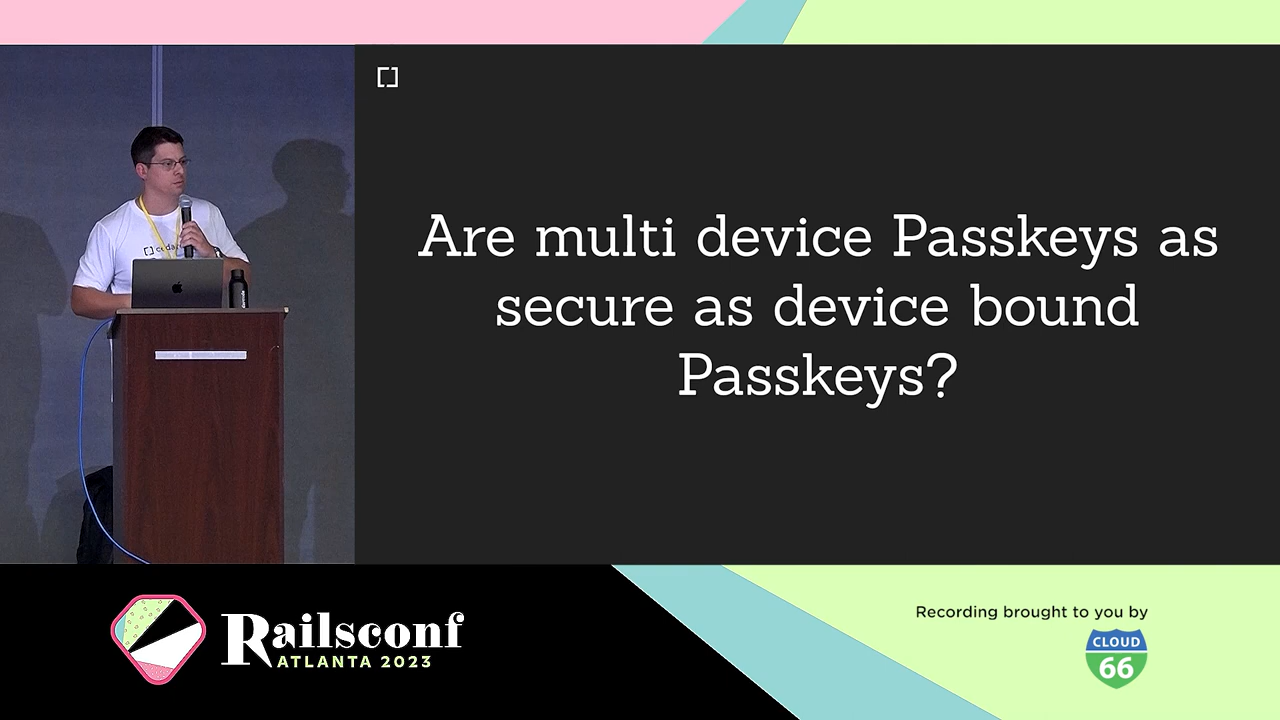 Are multi device Passkeys as
secure as device bound
Passkeys?
Railsconf
ATLANTA 2023
Recording brought to you by
CLOUD
66